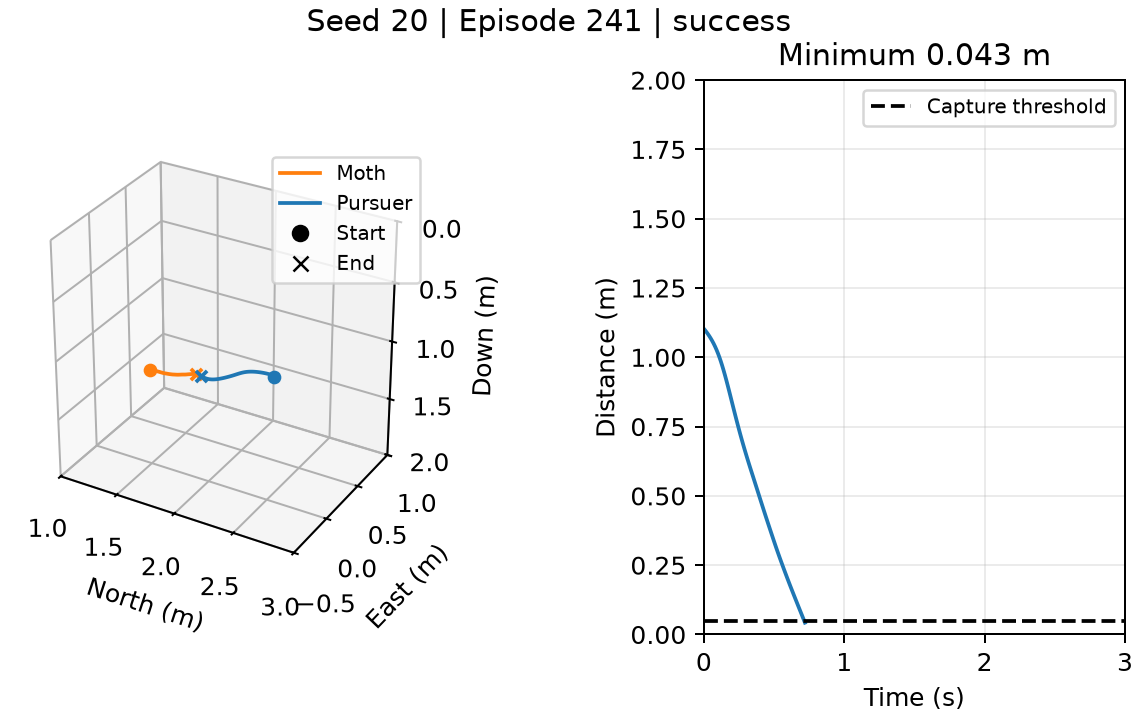 Seed 20 | Episode 241 | success
Moth
Pursuer
Start
End
0.0
0.5
1.0
1.5
2.0
Down (m)
1.0
1.5
2.0
2.5
3.0
North (m)
−0.5
0.0
0.5
1.0
East (m)
Minimum 0.043 m
Capture threshold
2.00
1.75
1.50
1.25
1.00
0.75
0.50
0.25
0.00
Distance (m)
0
1
2
3
Time (s)